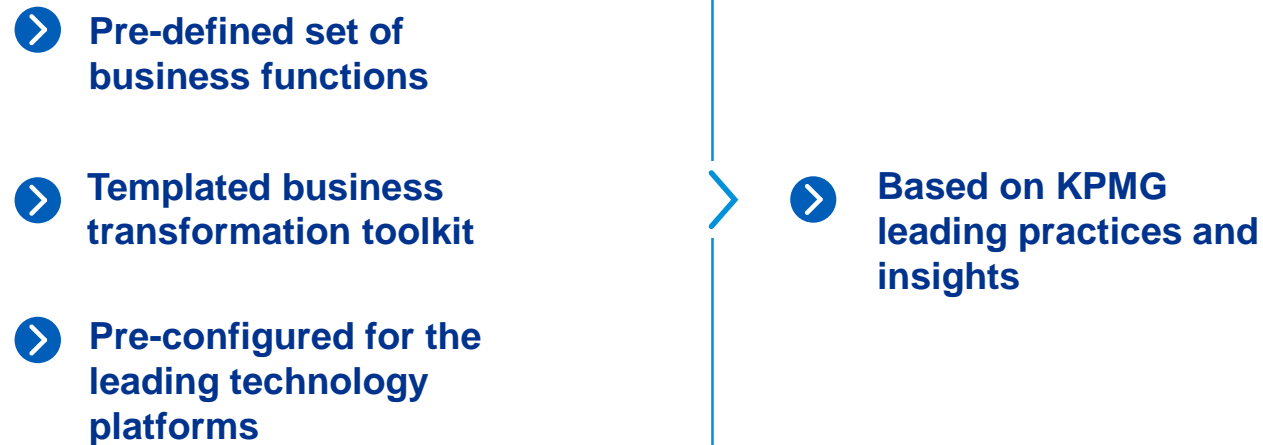 Pre-defined set of
business functions
Templated business
transformation toolkit
Pre-configured for the
leading technology
platforms
Based on KPMG
leading practices and
insights